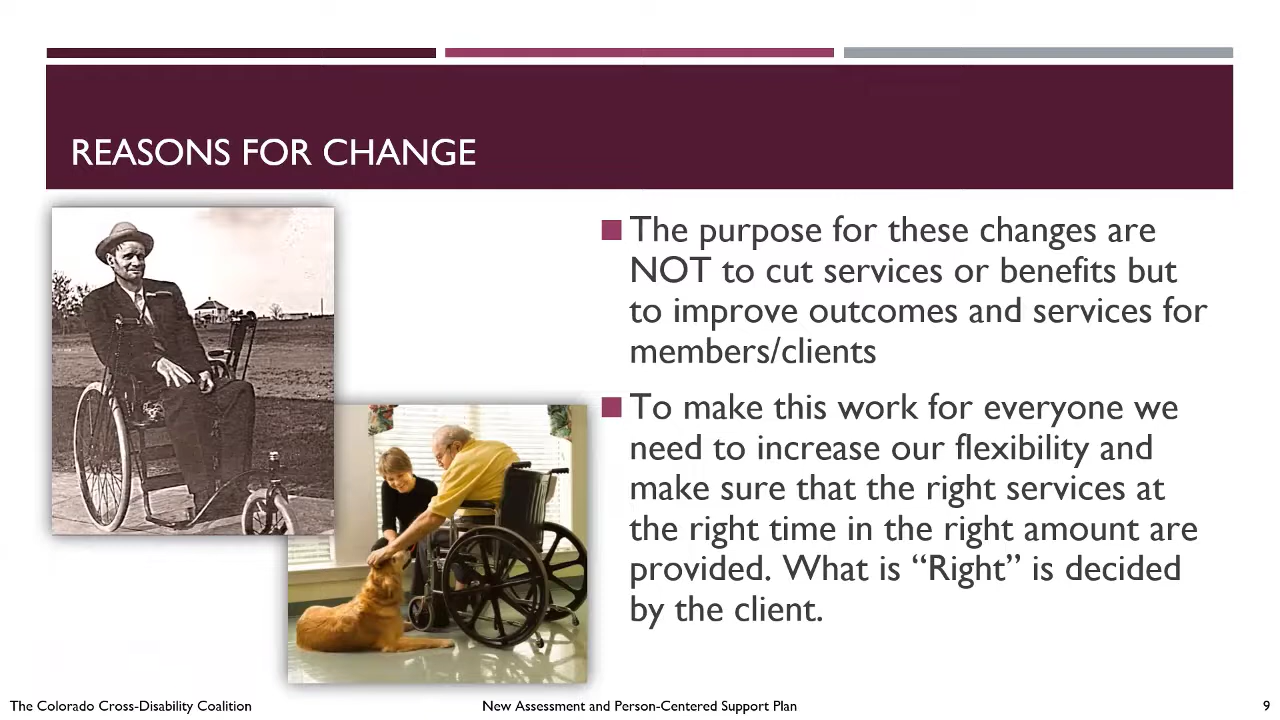 REASONS FOR CHANGE
The purpose for these changes are
NOT to cut services or benefits but
to improve outcomes and services for
members/clients
To make this work for everyone we
need to increase our flexibility and
make sure that the right services at
the right time in the right amount are
provided. What is “Right” is decided
by the client.
The Colorado Cross-Disability Coalition
New Assessment and Person-Centered Support Plan
9